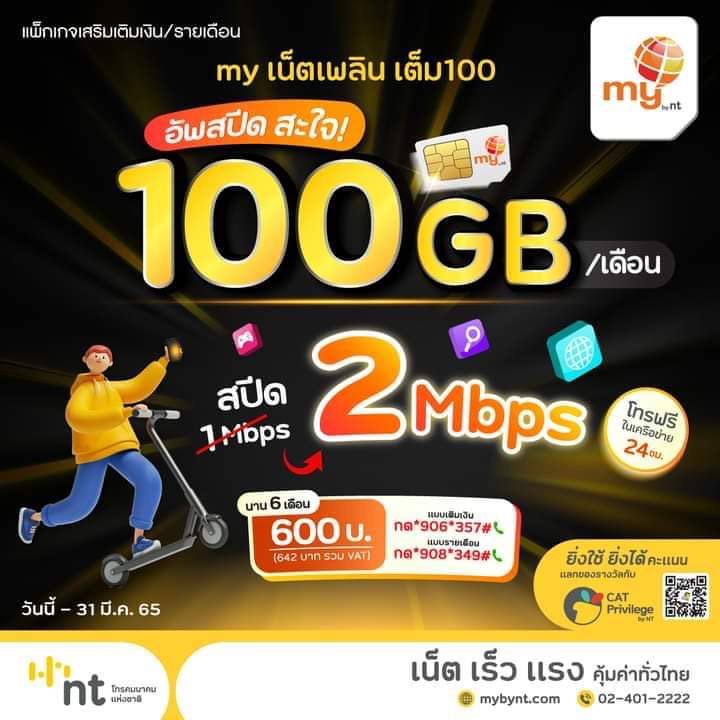 แพ็กเกจเสริมเติมเงิน/รายเดือน
my เน็ตเพลิน เต็ม100
my by nt
อัพสปีด สะใจ!
my
100GB /เดือน
สปีด
1 Mbps
2 Mbps
โทรฟรี
ในเครือข่าย
24ชม.
นาน 6 เดือน
600 บ.
(642 บาท รวม VAT)
แบบเติมเงิน
กด*906*357#
แบบรายเดือน
กด*908*349#
ยิ่งใช้ ยิ่งได้ คะแนน
แลกของรางวัลกับ
CAT
Privilege
by NT
วันนี้ – 31 มี.ค. 65
nt โทรคมนาคม
แห่งชาติ
เน็ต เร็ว แรง คุ้มค่าทั่วไทย
mybynt.com 02-401-2222